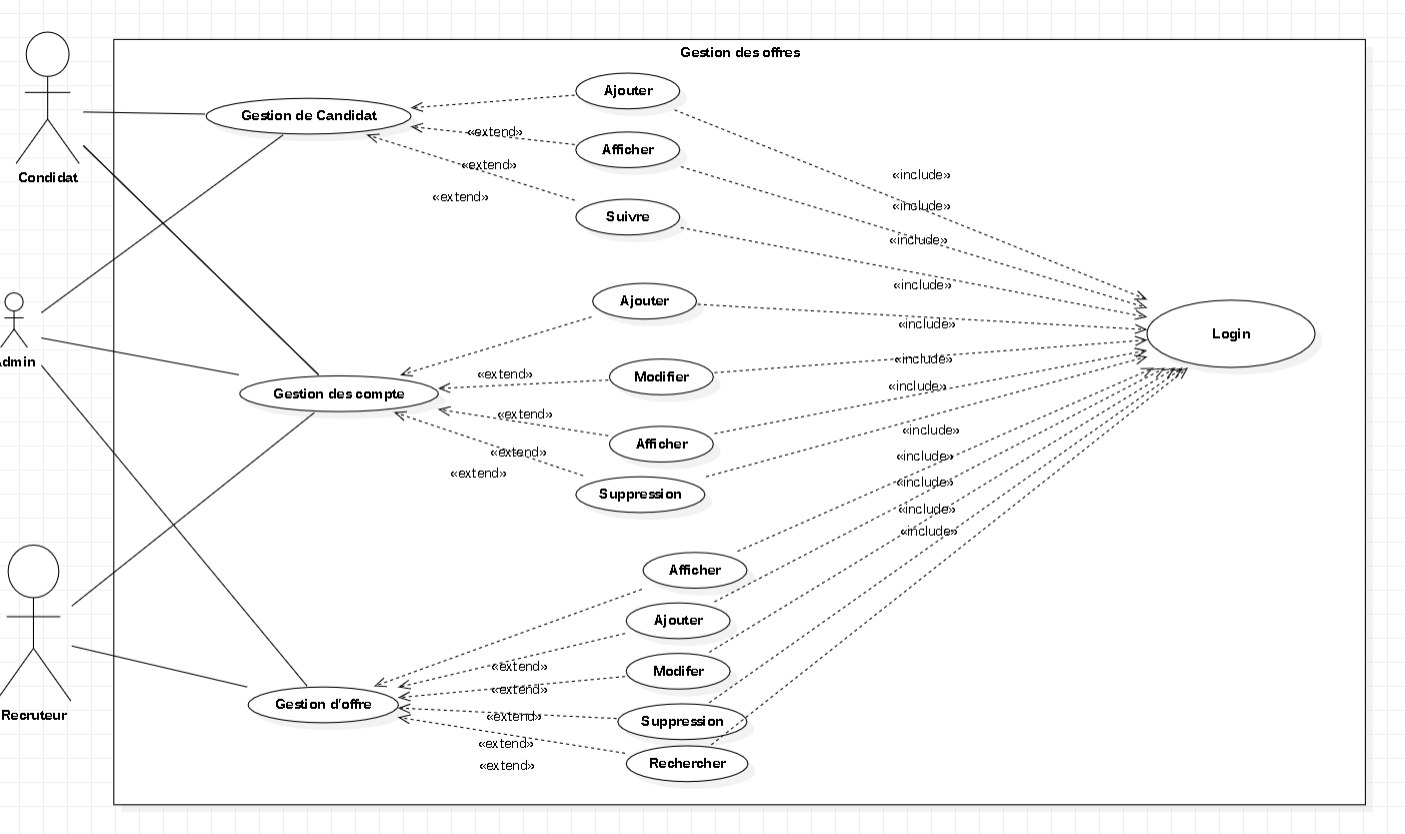 Gestion des offres
Condidat
Admin
Recruteur
Gestion de Candidat
Ajouter
Afficher
Suivre
«extend»
«extend»
«extend»
Gestion des compte
Ajouter
Modifier
Afficher
Suppression
«extend»
«extend»
«extend»
«extend»
Gestion d'offre
Afficher
Ajouter
Modifer
Suppression
Rechercher
«extend»
«extend»
«extend»
«extend»
«extend»
«include»
«include»
«include»
«include»
«include»
«include»
«include»
«include»
«include»
«include»
«include»
«include»
Login